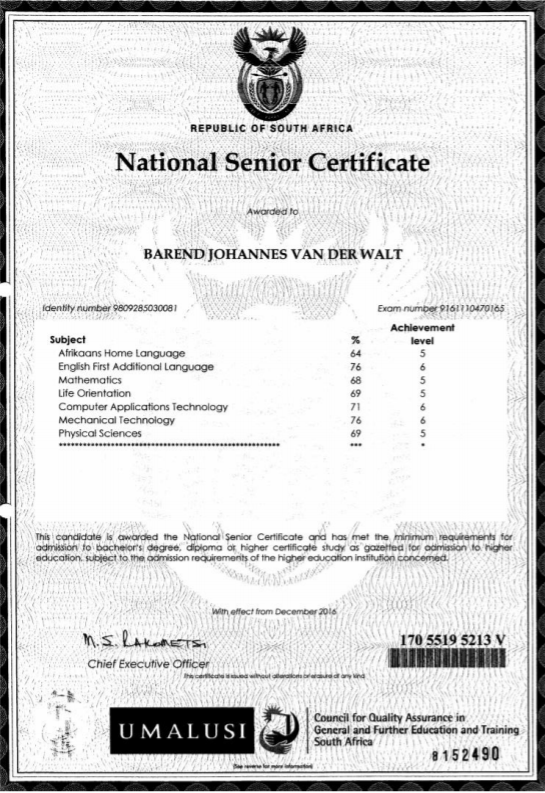 REPUBLIC OF SOUTH AFRICA
National Senior Certificate
Awarded to
BAREND JOHANNES VAN DER WALT
Identity number 9809285030081 Exam number 9161110470165
Subject % Achievement level
Afrikaans Home Language 64 5
English First Additional Language 76 6
Mathematics 68 5
Life Orientation 69 5
Computer Applications Technology 71 6
Mechanical Technology 76 6
Physical Sciences 69 5
This candidate is awarded the National Senior Certificate and has met the minimum requirements for
admission to bachelor's degree, diploma or higher certificate study as gazetted for admission to higher
education, subject to the admission requirements of the higher education institution concerned.
With effect from December 2016
M.S. RAKOMETSI
Chief Executive Officer
170 5519 5213 V
This certificate is issued without alterations or erasure of any kind
UMALUSI
Council for Quality Assurance in
General and Further Education and Training
South Africa
8152490
(See reverse for more information)